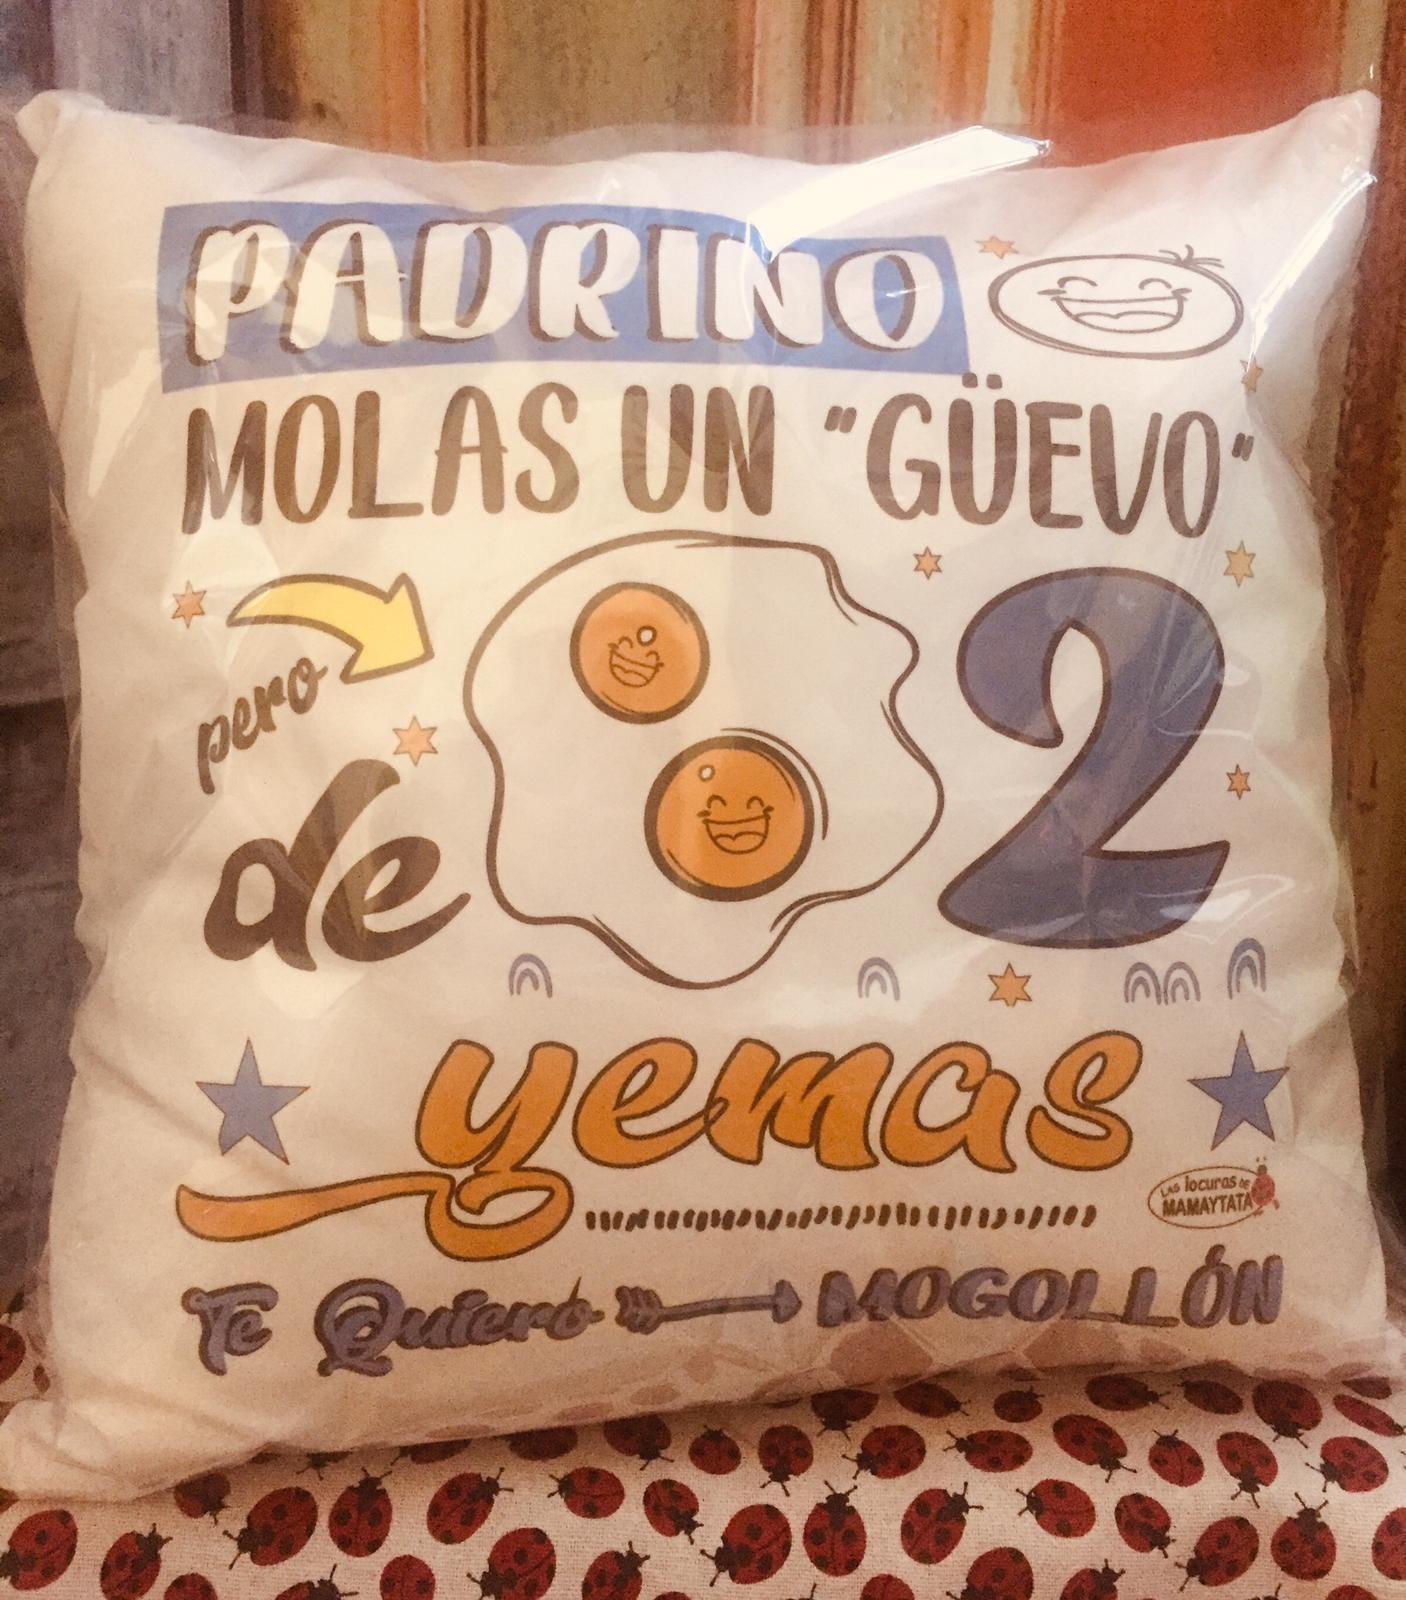 PADRINO
MOLAS UN "GÜEVO"
pero
de 2
yemas
LAS locuras DE
MAMAYTATA
Te Quiero MOGOLLÓN